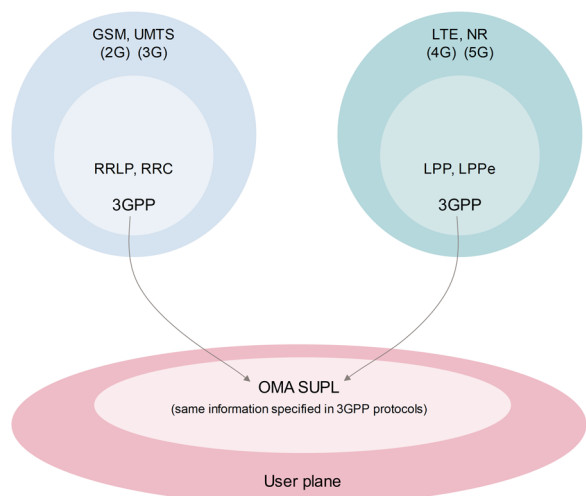 GSM, UMTS
(2G) (3G)
RRLP, RRC
3GPP
LTE, NR
(4G) (5G)
LPP, LPPe
3GPP
OMA SUPL
(same information specified in 3GPP protocols)
User plane